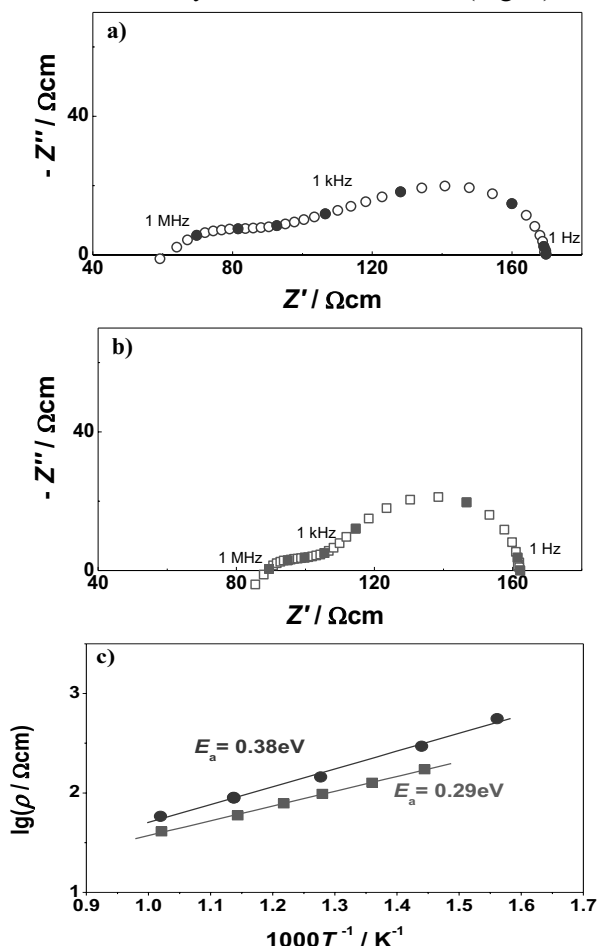 a)
- Z'' / Ωcm
40
0
1 MHz
1 kHz
1 Hz
40 80 120 160
Z' / Ωcm
b)
- Z'' / Ωcm
40
0
1 MHz
1 kHz
1 Hz
40 80 120 160
Z' / Ωcm
c)
lg(ρ / Ωcm)
3
2
1
Eₐ= 0.38eV
Eₐ= 0.29eV
0.9 1.0 1.1 1.2 1.3 1.4 1.5 1.6 1.7
1000T ⁻¹ / K⁻¹